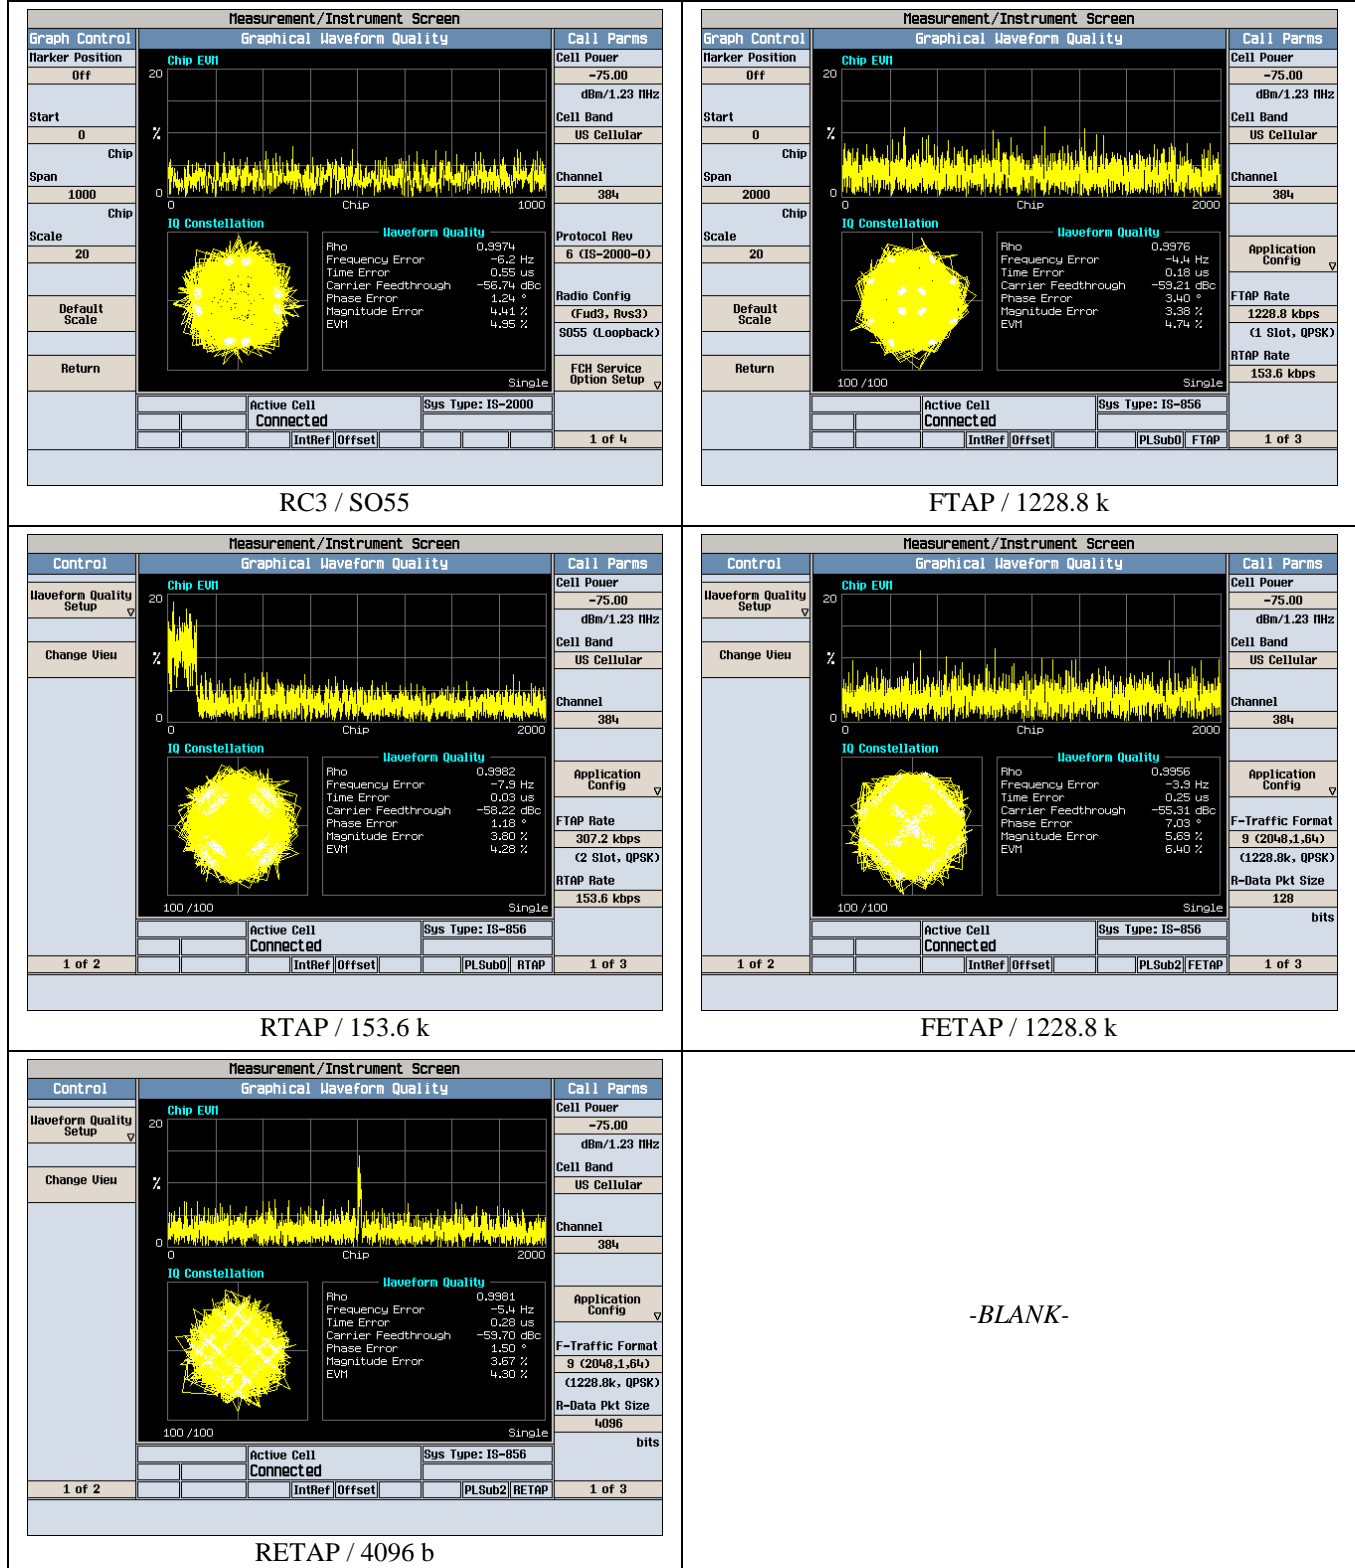 Measurement/Instrument Screen
Graph Control
Graphical Waveform Quality
Call Parms
Marker Position
Off
Start
0
Chip
Span
1000
Chip
Scale
20
Default
Scale
Return
Chip EVM
20
%
0
0
Chip
1000
IQ Constellation
Waveform Quality
Rho 0.9974
Frequency Error -6.2 Hz
Time Error 0.55 us
Carrier Feedthrough -56.74 dBc
Phase Error 1.24 °
Magnitude Error 4.41 %
EVM 4.95 %
Single
Cell Power
-75.00
dBm/1.23 MHz
Cell Band
US Cellular
Channel
384
Protocol Rev
6 (IS-2000-0)
Radio Config
(Fwd3, Rvs3)
SO55 (Loopback)
FCH Service
Option Setup
Active Cell
Sys Type: IS-2000
Connected
IntRef Offset
1 of 4
RC3 / SO55
Measurement/Instrument Screen
Graph Control
Graphical Waveform Quality
Call Parms
Marker Position
Off
Start
0
Chip
Span
2000
Chip
Scale
20
Default
Scale
Return
Chip EVM
20
%
0
0
Chip
2000
IQ Constellation
Waveform Quality
Rho 0.9976
Frequency Error -4.4 Hz
Time Error 0.18 us
Carrier Feedthrough -59.21 dBc
Phase Error 3.40 °
Magnitude Error 3.38 %
EVM 4.74 %
100 /100
Single
Cell Power
-75.00
dBm/1.23 MHz
Cell Band
US Cellular
Channel
384
Application
Config
FTAP Rate
1228.8 kbps
(1 Slot, QPSK)
RTAP Rate
153.6 kbps
Active Cell
Sys Type: IS-856
Connected
IntRef Offset PLSub0 FTAP
1 of 3
FTAP / 1228.8 k
Measurement/Instrument Screen
Control
Graphical Waveform Quality
Call Parms
Waveform Quality
Setup
Change View
Chip EVM
20
%
0
0
Chip
2000
IQ Constellation
Waveform Quality
Rho 0.9982
Frequency Error -7.9 Hz
Time Error 0.03 us
Carrier Feedthrough -58.22 dBc
Phase Error 1.18 °
Magnitude Error 3.80 %
EVM 4.28 %
100 /100
Single
Cell Power
-75.00
dBm/1.23 MHz
Cell Band
US Cellular
Channel
384
Application
Config
FTAP Rate
307.2 kbps
(2 Slot, QPSK)
RTAP Rate
153.6 kbps
Active Cell
Sys Type: IS-856
Connected
1 of 2
IntRef Offset PLSub0 RTAP
1 of 3
RTAP / 153.6 k
Measurement/Instrument Screen
Control
Graphical Waveform Quality
Call Parms
Waveform Quality
Setup
Change View
Chip EVM
20
%
0
0
Chip
2000
IQ Constellation
Waveform Quality
Rho 0.9956
Frequency Error -3.9 Hz
Time Error 0.25 us
Carrier Feedthrough -55.31 dBc
Phase Error 7.03 °
Magnitude Error 5.69 %
EVM 6.40 %
100 /100
Single
Cell Power
-75.00
dBm/1.23 MHz
Cell Band
US Cellular
Channel
384
Application
Config
F-Traffic Format
9 (2048,1,64)
(1228.8k, QPSK)
R-Data Pkt Size
128
bits
Active Cell
Sys Type: IS-856
Connected
1 of 2
IntRef Offset PLSub2 FETAP
1 of 3
FETAP / 1228.8 k
Measurement/Instrument Screen
Control
Graphical Waveform Quality
Call Parms
Waveform Quality
Setup
Change View
Chip EVM
20
%
0
0
Chip
2000
IQ Constellation
Waveform Quality
Rho 0.9981
Frequency Error -5.4 Hz
Time Error 0.28 us
Carrier Feedthrough -59.70 dBc
Phase Error 1.50 °
Magnitude Error 3.67 %
EVM 4.30 %
100 /100
Single
Cell Power
-75.00
dBm/1.23 MHz
Cell Band
US Cellular
Channel
384
Application
Config
F-Traffic Format
9 (2048,1,64)
(1228.8k, QPSK)
R-Data Pkt Size
4096
bits
Active Cell
Sys Type: IS-856
Connected
1 of 2
IntRef Offset PLSub2 RETAP
1 of 3
RETAP / 4096 b
-BLANK-